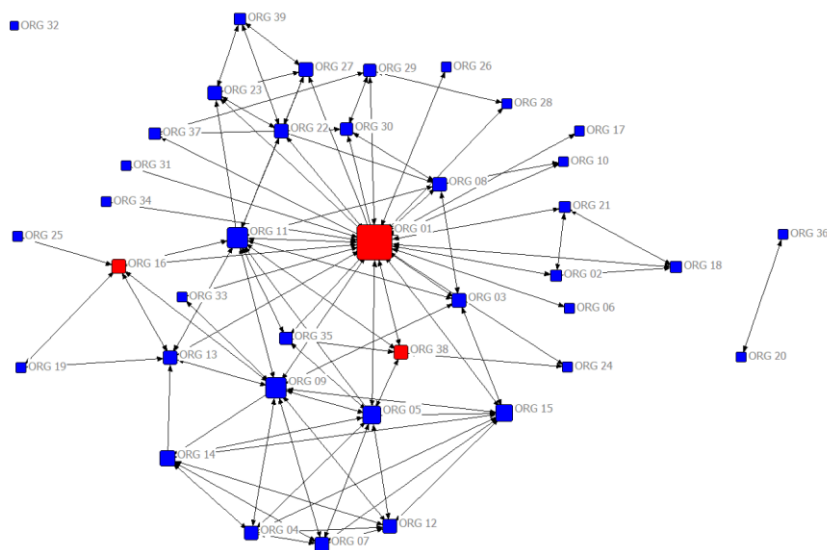 ORG 39
ORG 32
ORG 27
ORG 29
ORG 26
ORG 23
ORG 28
ORG 37
ORG 22
ORG 30
ORG 17
ORG 31
ORG 10
ORG 08
ORG 34
ORG 21
ORG 01
ORG 25
ORG 11
ORG 36
ORG 16
ORG 02
ORG 18
ORG 33
ORG 03
ORG 06
ORG 35
ORG 19
ORG 13
ORG 38
ORG 20
ORG 24
ORG 09
ORG 05
ORG 15
ORG 14
ORG 04
ORG 12
ORG 07